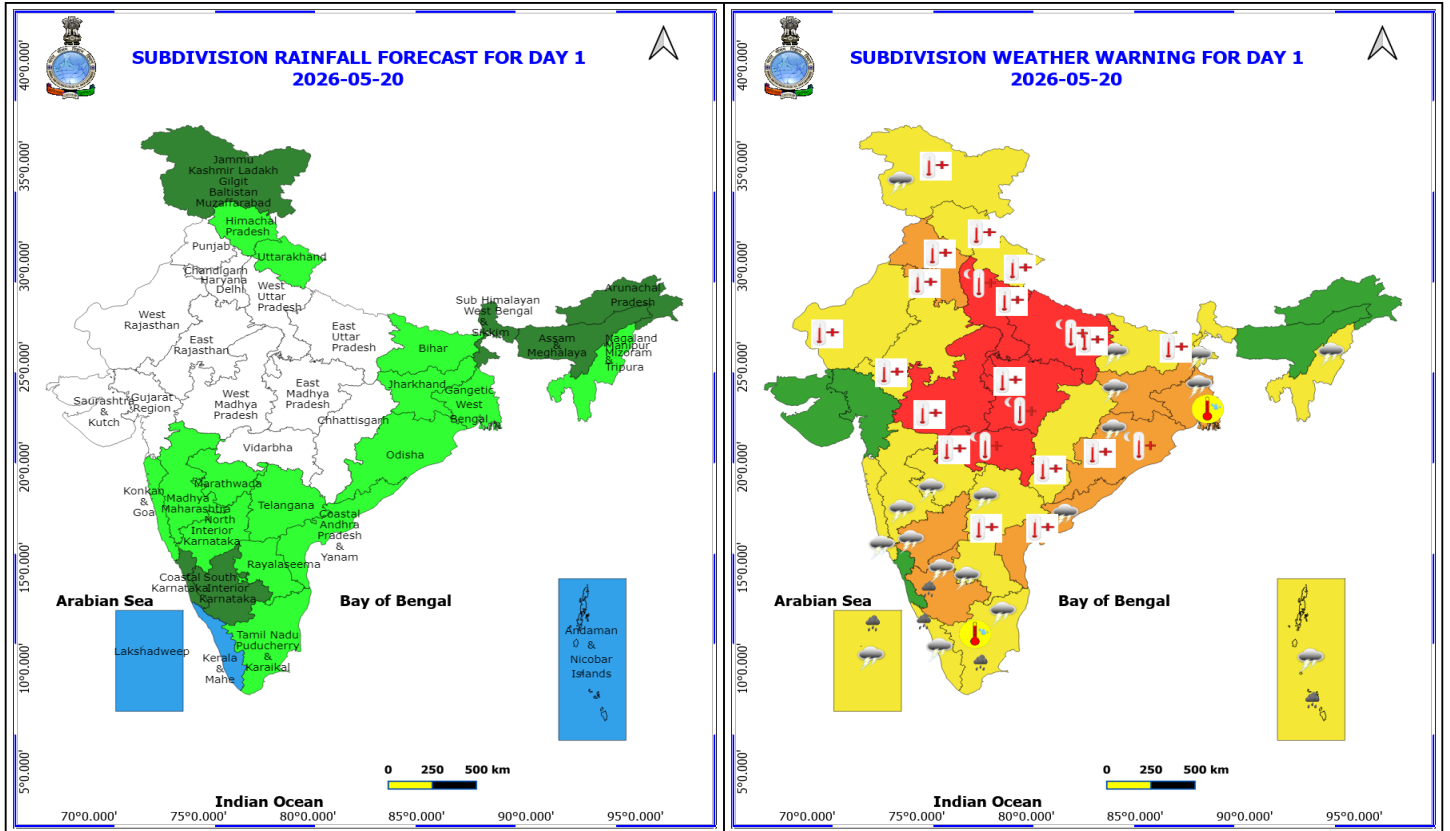 SUBDIVISION RAINFALL FORECAST FOR DAY 1
2026-05-20
40°0.000'
35°0.000'
30°0.000'
25°0.000'
20°0.000'
15°0.000'
10°0.000'
5°0.000'
Jammu
Kashmir Ladakh
Gilgit
Baltistan
Muzaffarabad
Himachal
Pradesh
Punjab
Uttarakhand
Chandigarh
Haryana
Delhi
West
Uttar
Pradesh
West
Rajasthan
East
Rajasthan
East
Uttar
Pradesh
Sub Himalayan
West Bengal
&
Sikkim
Arunachal
Pradesh
Assam
&
Meghalaya
Nagaland
Manipur
Mizoram
&
Tripura
Bihar
Jharkhand
Gangetic
West
Bengal
Saurashtra
&
Kutch
Gujarat
Region
West
Madhya
Pradesh
East
Madhya
Pradesh
Chhattisgarh
Vidarbha
Odisha
Konkan
&
Goa
Marathwada
Madhya
Maharashtra
North
Interior
Karnataka
Telangana
Coastal
Andhra
Pradesh
&
Yanam
Rayalaseema
Coastal
Karnataka
South
Interior
Karnataka
Arabian Sea
Bay of Bengal
Lakshadweep
Kerala
&
Mahe
Tamil Nadu
Puducherry
&
Karaikal
Andaman
&
Nicobar
Islands
0 250 500 km
Indian Ocean
70°0.000' 75°0.000' 80°0.000' 85°0.000' 90°0.000' 95°0.000'
SUBDIVISION WEATHER WARNING FOR DAY 1
2026-05-20
40°0.000'
35°0.000'
30°0.000'
25°0.000'
20°0.000'
15°0.000'
10°0.000'
5°0.000'
Arabian Sea
Bay of Bengal
0 250 500 km
Indian Ocean
70°0.000' 75°0.000' 80°0.000' 85°0.000' 90°0.000' 95°0.000'